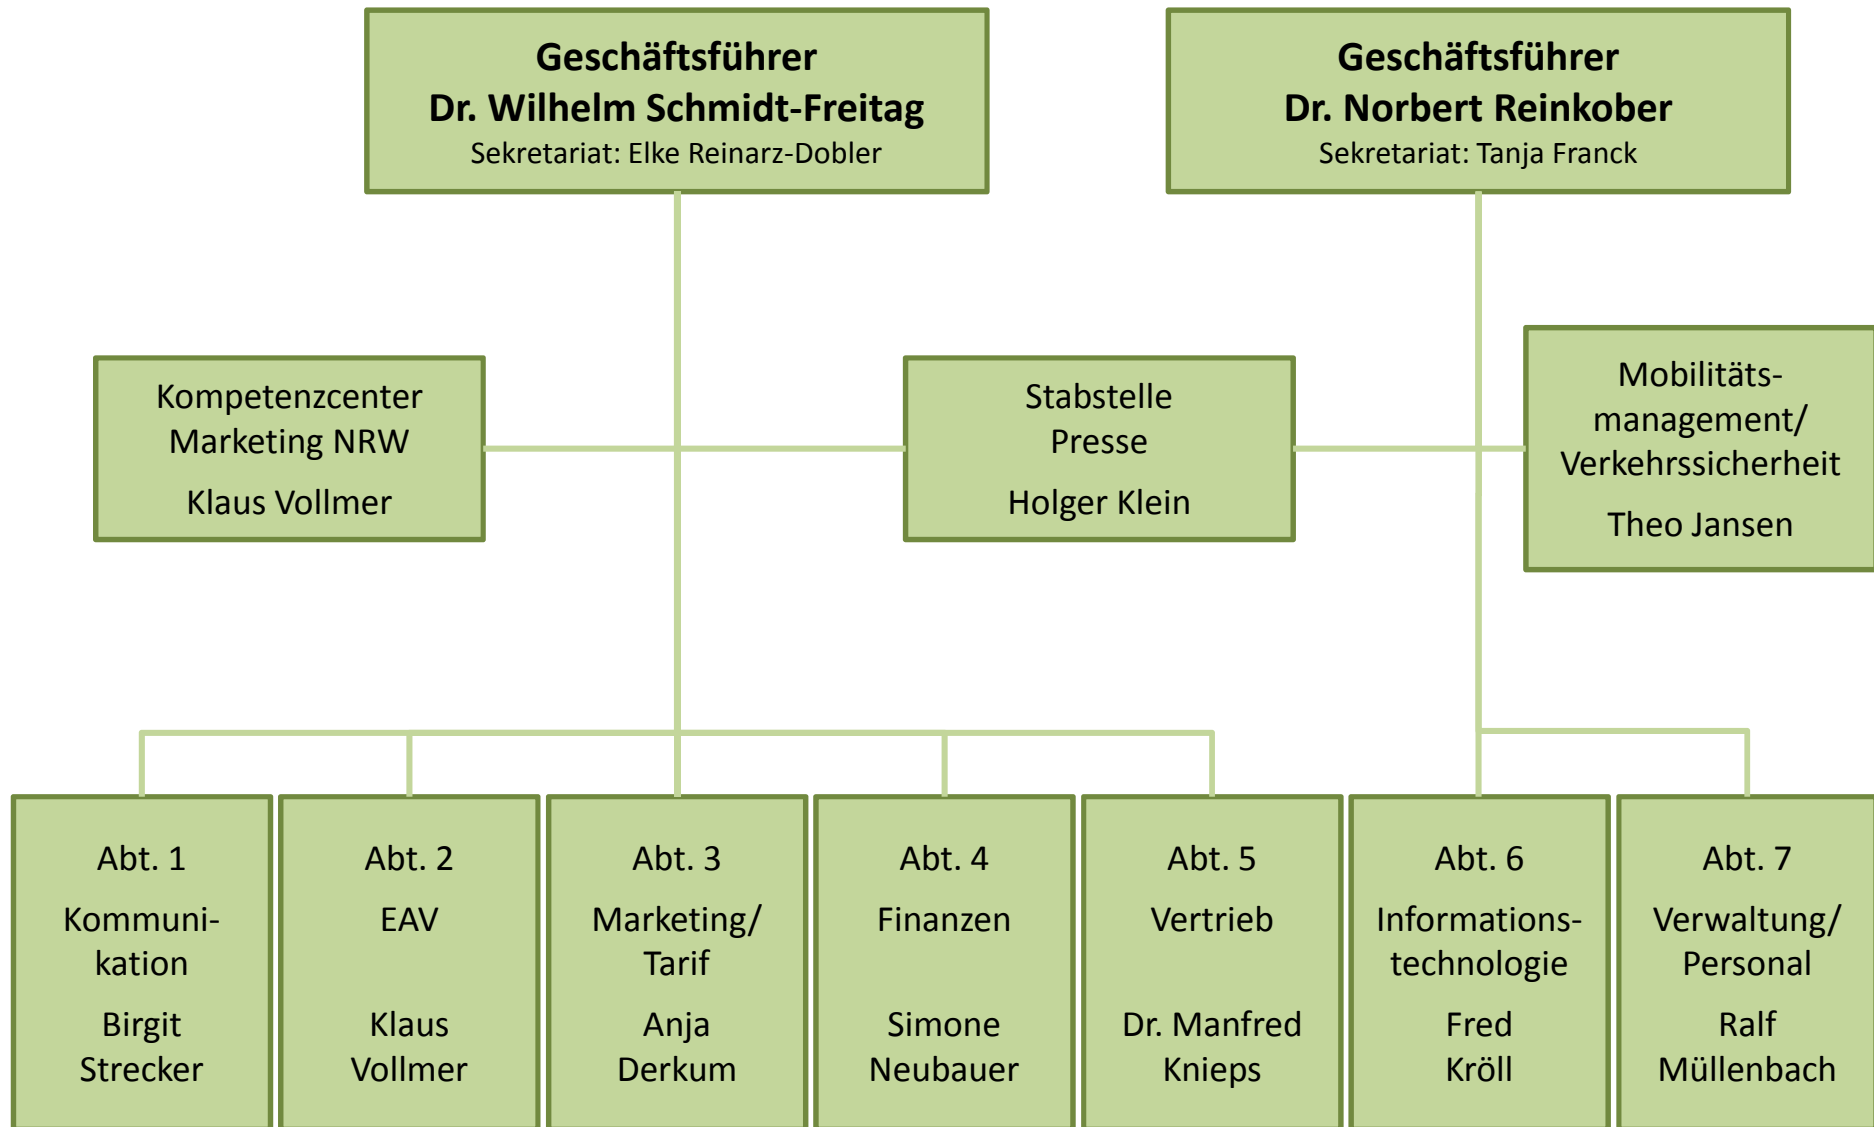 Geschäftsführer
Dr. Wilhelm Schmidt-Freitag
Sekretariat: Elke Reinarz-Dobler
Geschäftsführer
Dr. Norbert Reinkober
Sekretariat: Tanja Franck
Kompetenzcenter
Marketing NRW
Klaus Vollmer
Stabstelle
Presse
Holger Klein
Mobilitäts-
management/
Verkehrssicherheit
Theo Jansen
Abt. 1
Kommuni-
kation
Birgit
Strecker
Abt. 2
EAV
Klaus
Vollmer
Abt. 3
Marketing/
Tarif
Anja
Derkum
Abt. 4
Finanzen
Simone
Neubauer
Abt. 5
Vertrieb
Dr. Manfred
Knieps
Abt. 6
Informations-
technologie
Fred
Kröll
Abt. 7
Verwaltung/
Personal
Ralf
Müllenbach